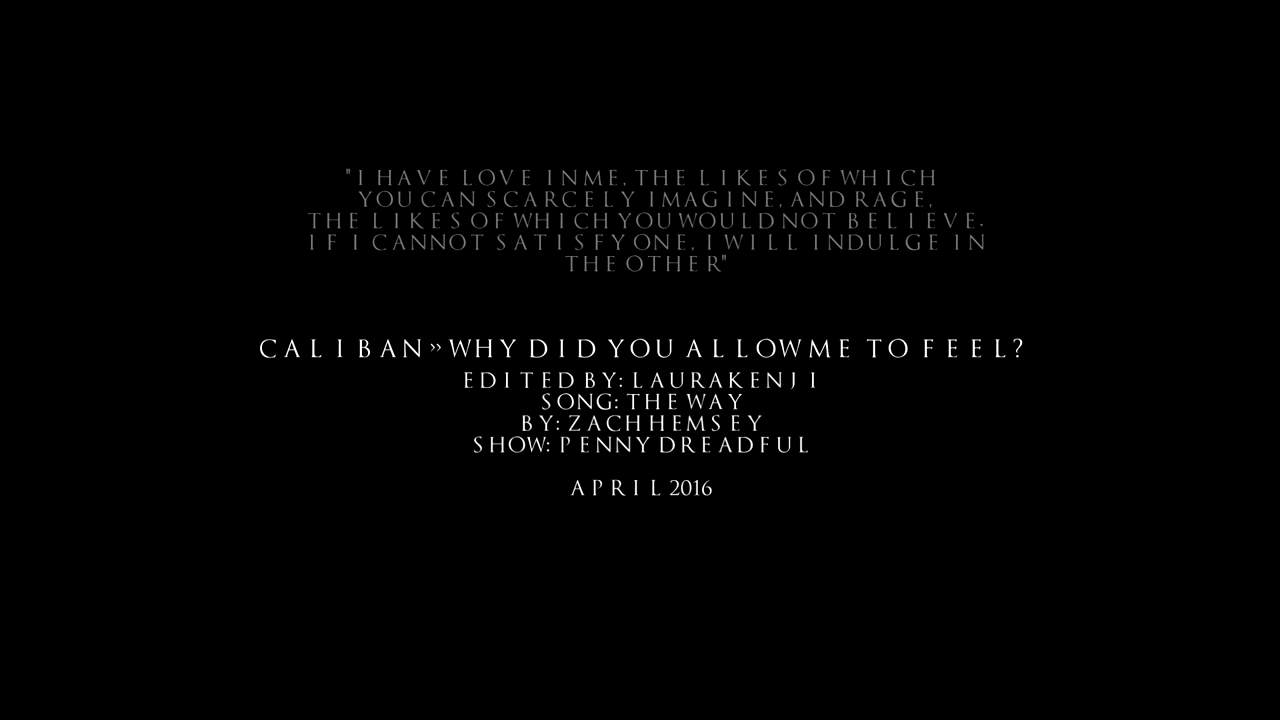 "I HAVE LOVE IN ME, THE LIKES OF WHICH
YOU CAN SCARCELY IMAGINE, AND RAGE,
THE LIKES OF WHICH YOU WOULD NOT BELIEVE.
IF I CANNOT SATISFY ONE, I WILL INDULGE IN
THE OTHER"
CALIBAN » WHY DID YOU ALLOW ME TO FEEL?
EDITED BY: LAURAKENJI
SONG: THE WAY
BY: ZACH HEMSEY
SHOW: PENNY DREADFUL
APRIL 2016